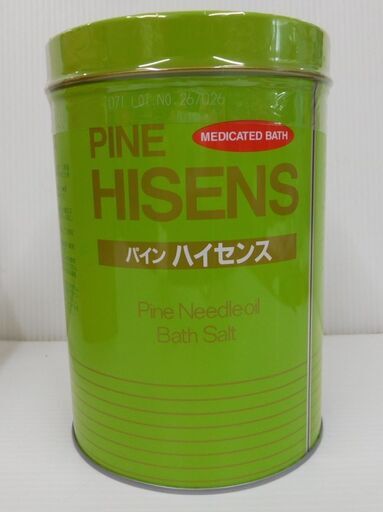 071 LOT.NO.267026
PINE
MEDICATED BATH
HISENS
パイン ハイセンス
Pine Needle oil
Bath Salt